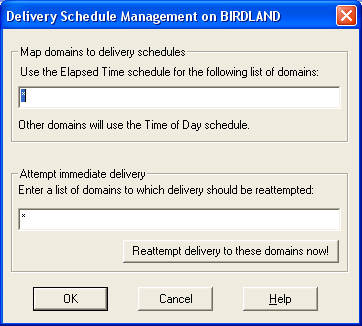 Delivery Schedule Management on BIRDLAND
Map domains to delivery schedules
Use the Elapsed Time schedule for the following list of domains:
*
Other domains will use the Time of Day schedule.
Attempt immediate delivery
Enter a list of domains to which delivery should be reattempted:
*
Reattempt delivery to these domains now!
OK Cancel Help